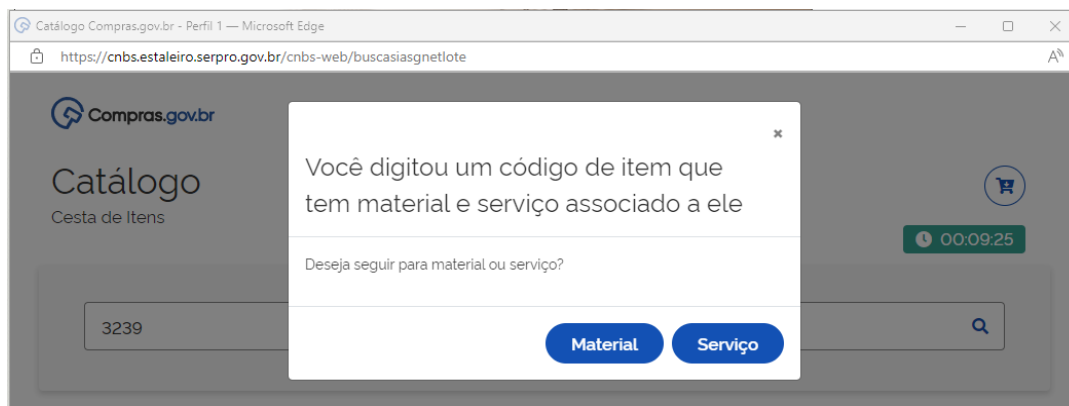 Catálogo Compras.gov.br - Perfil 1 — Microsoft Edge
https://cnbs.estaleiro.serpro.gov.br/cnbs-web/buscasiasgnetlote
Compras.gov.br
Catálogo
Cesta de Itens
00:09:25
Você digitou um código de item que
tem material e serviço associado a ele
Deseja seguir para material ou serviço?
3239
Material
Serviço